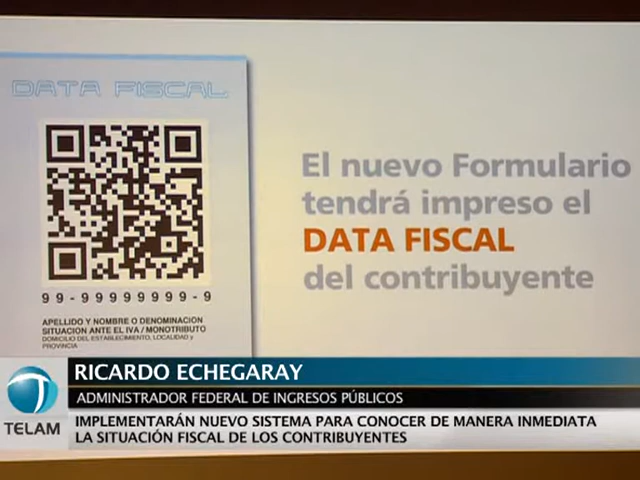 DATA FISCAL
El nuevo Formulario
tendrá impreso el
DATA FISCAL
del contribuyente
99-99999999-9
APELLIDO Y NOMBRE O DENOMINACION
SITUACION ANTE EL IVA / MONOTRIBUTO
DOMICILIO DEL ESTABLECIMIENTO, LOCALIDAD y
PROVINCIA
RICARDO ECHEGARAY
ADMINISTRADOR FEDERAL DE INGRESOS PÚBLICOS
TELAM
IMPLEMENTARÁN NUEVO SISTEMA PARA CONOCER DE MANERA INMEDIATA
LA SITUACIÓN FISCAL DE LOS CONTRIBUYENTES